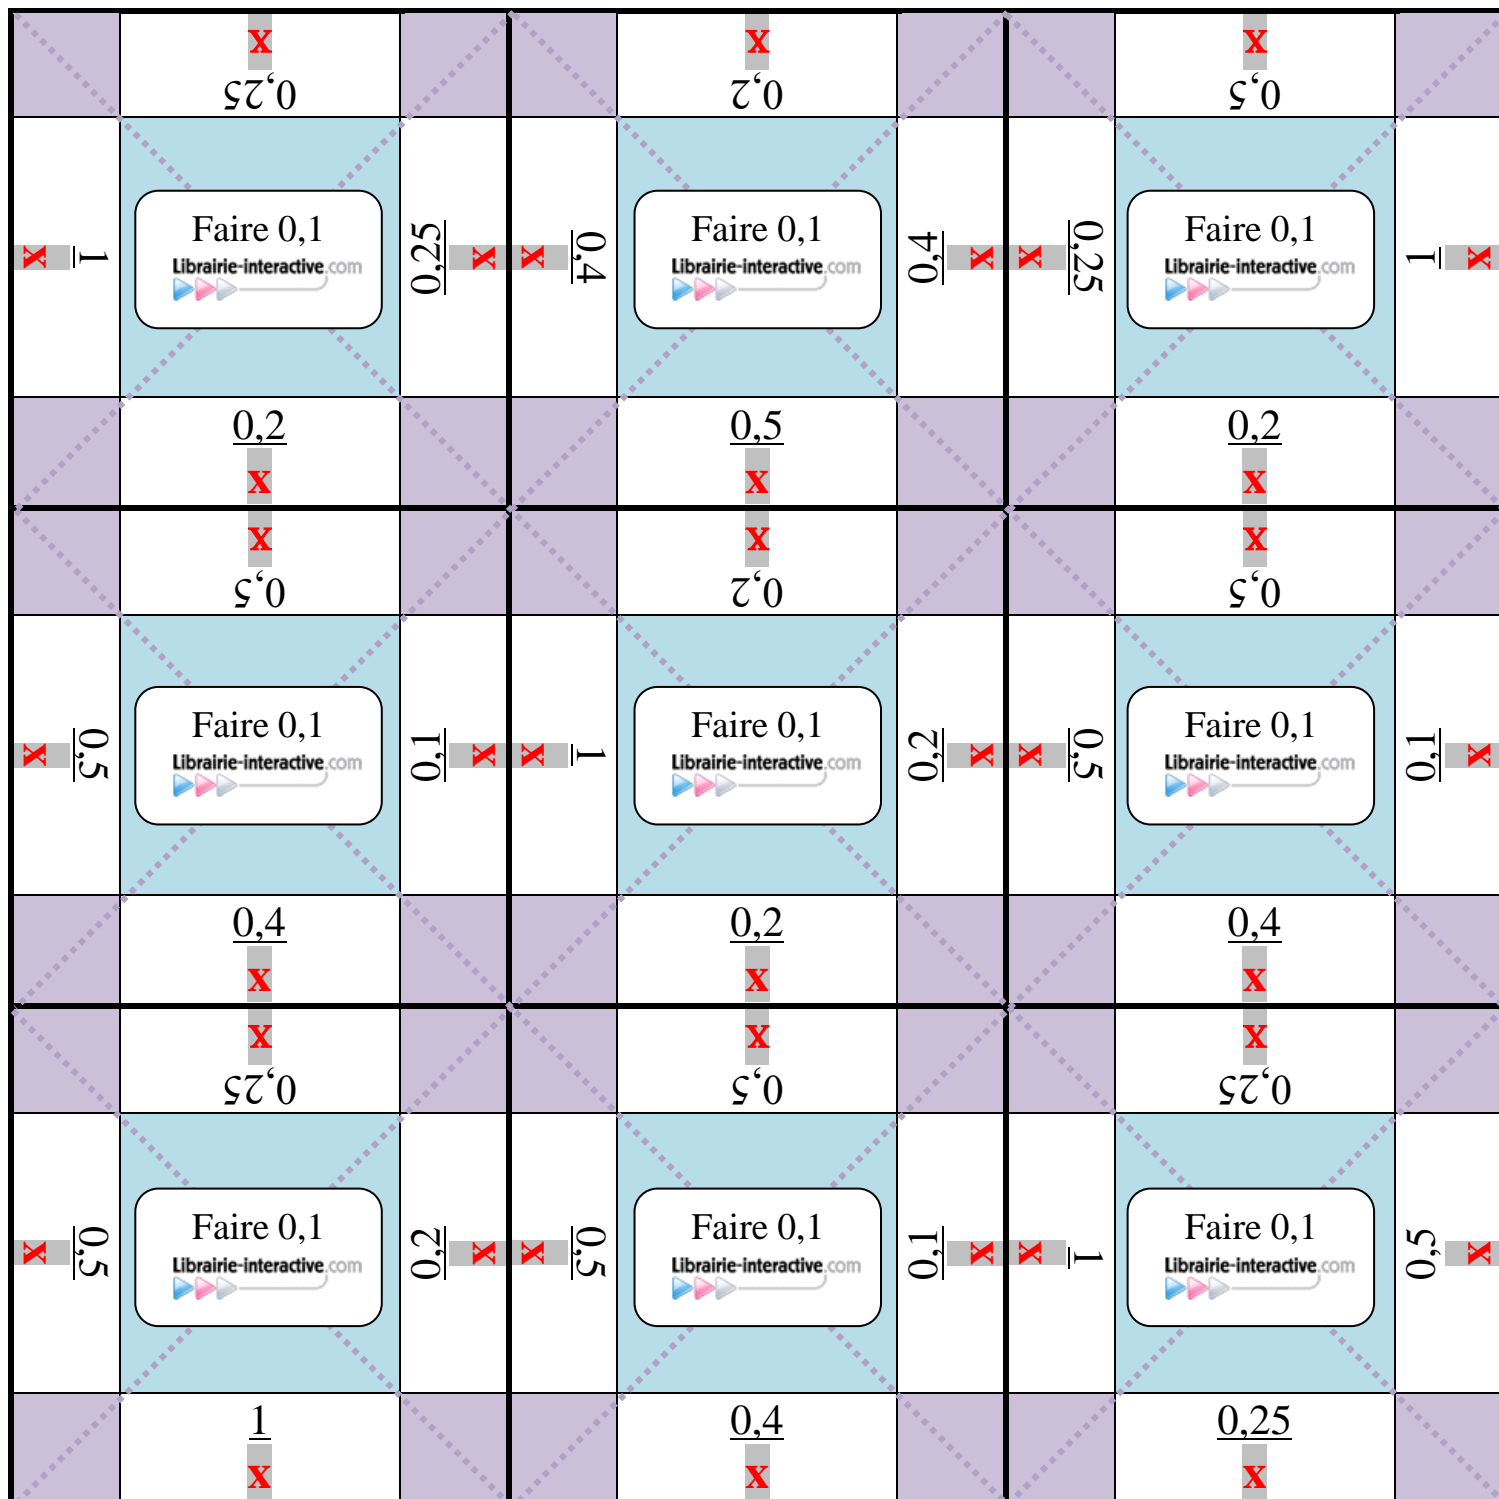 x x x
0,25 0,2 0,5
x 1 Faire 0,1 0,25 x x 0,4 Faire 0,1 0,4 x x 0,25 Faire 0,1 1 x
Librairie-interactive.com Librairie-interactive.com Librairie-interactive.com
0,2 0,5 0,2
x x x
x x x
0,5 0,2 0,5
x 0,5 Faire 0,1 0,1 x x 1 Faire 0,1 0,2 x x 0,5 Faire 0,1 0,1 x
Librairie-interactive.com Librairie-interactive.com Librairie-interactive.com
0,4 0,2 0,4
x x x
x x x
0,25 0,5 0,25
x 0,5 Faire 0,1 0,2 x x 0,5 Faire 0,1 0,1 x x 1 Faire 0,1 0,5 x
Librairie-interactive.com Librairie-interactive.com Librairie-interactive.com
1 0,4 0,25
x x x